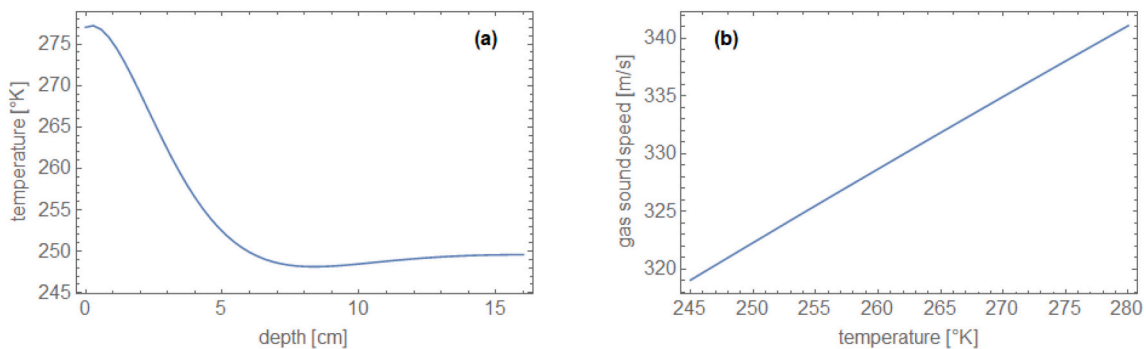 (a)
temperature [°K]
275
270
265
260
255
250
245
0 5 10 15
depth [cm]
(b)
gas sound speed [m/s]
340
335
330
325
320
245 250 255 260 265 270 275 280
temperature [°K]